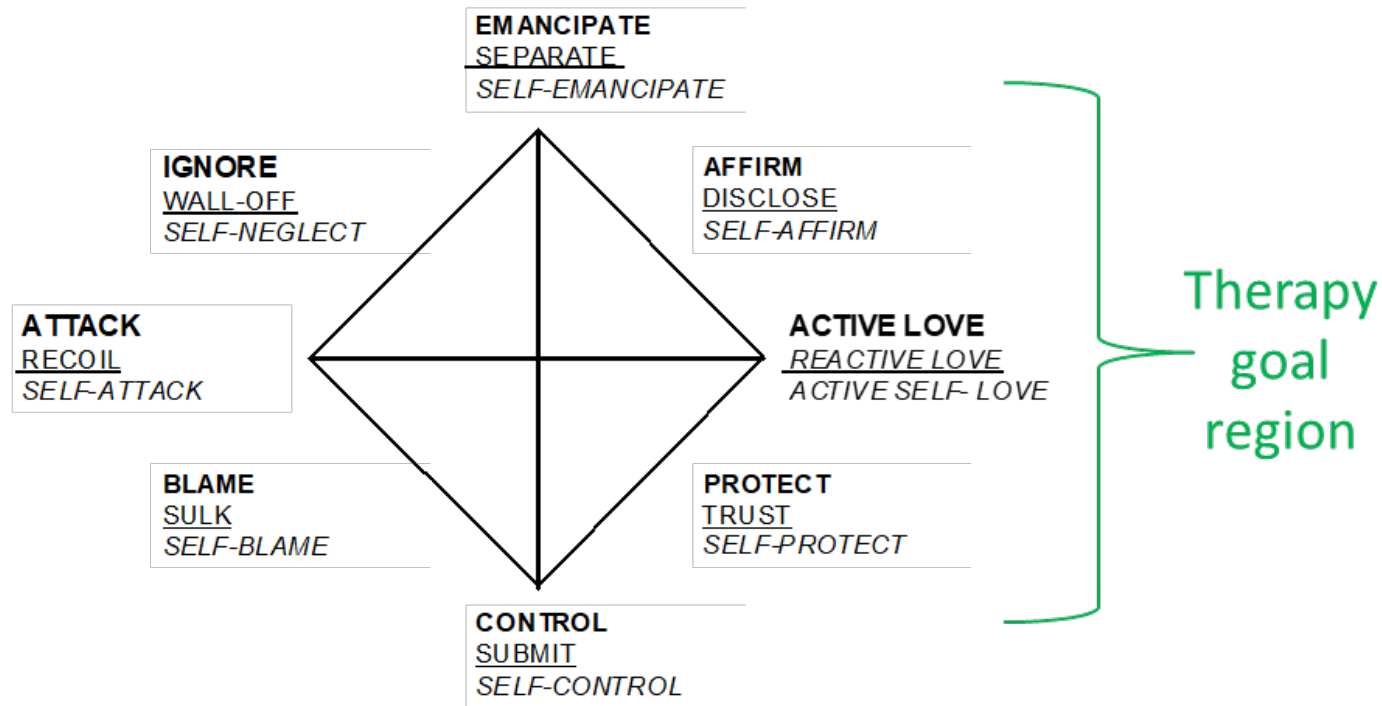 EMANCIPATE
SEPARATE
SELF-EMANCIPATE
IGNORE
WALL-OFF
SELF-NEGLECT
AFFIRM
DISCLOSE
SELF-AFFIRM
ATTACK
RECOIL
SELF-ATTACK
ACTIVE LOVE
REACTIVE LOVE
ACTIVE SELF- LOVE
BLAME
SULK
SELF-BLAME
PROTECT
TRUST
SELF-PROTECT
CONTROL
SUBMIT
SELF-CONTROL
Therapy
goal
region